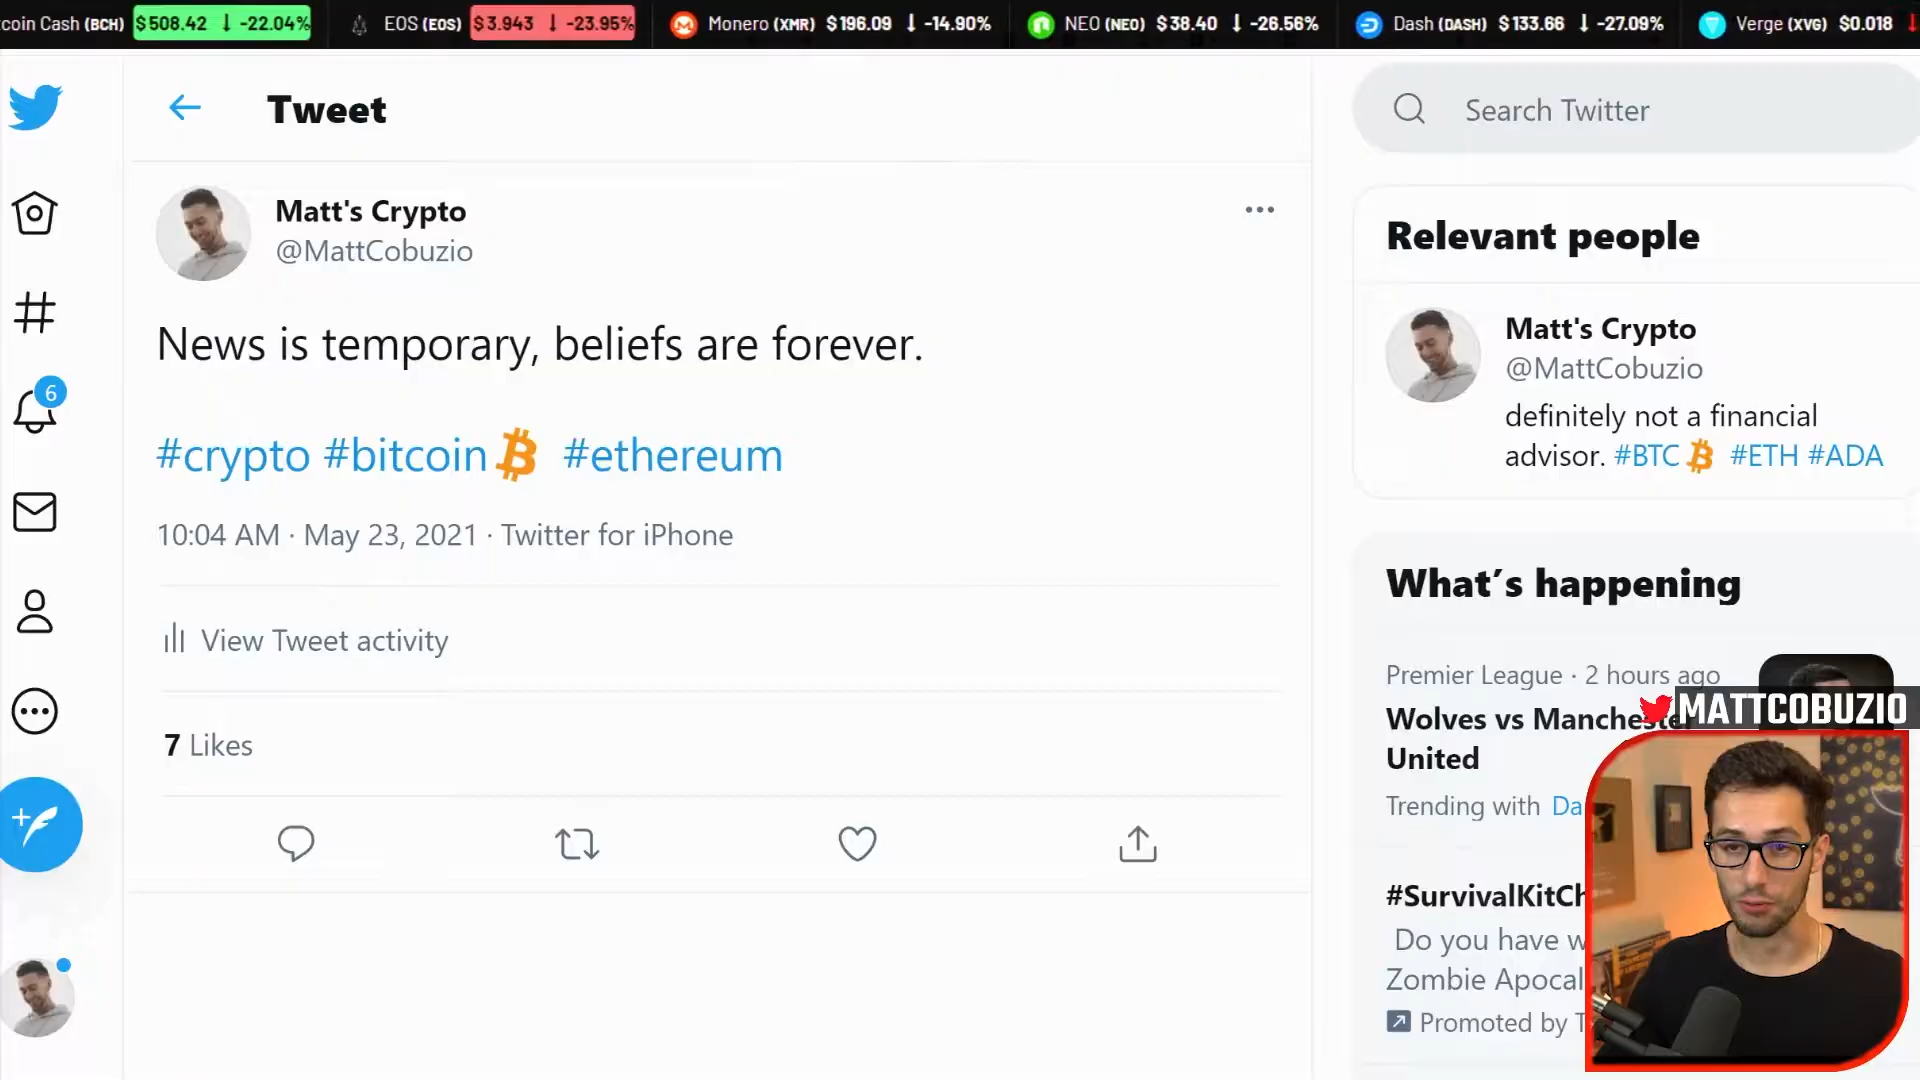 coin Cash (BCH) $508.42 ↓ -22.04% EOS (EOS) $3.943 ↓ -23.95% Monero (XMR) $196.09 ↓ -14.90% NEO (NEO) $38.40 ↓ -26.56% Dash (DASH) $133.66 ↓ -27.09% Verge (XVG) $0.018 ↓
Tweet
Search Twitter
Matt's Crypto
@MattCobuzio
News is temporary, beliefs are forever.
#crypto #bitcoin #ethereum
10:04 AM · May 23, 2021 · Twitter for iPhone
View Tweet activity
7 Likes
6
Relevant people
Matt's Crypto
@MattCobuzio
definitely not a financial
advisor. #BTC #ETH #ADA
What's happening
Premier League · 2 hours ago
Wolves vs Manchester
United
Trending with Da
MATTCOBUZIO
#SurvivalKitCh
Do you have w
Zombie Apocal
Promoted by T